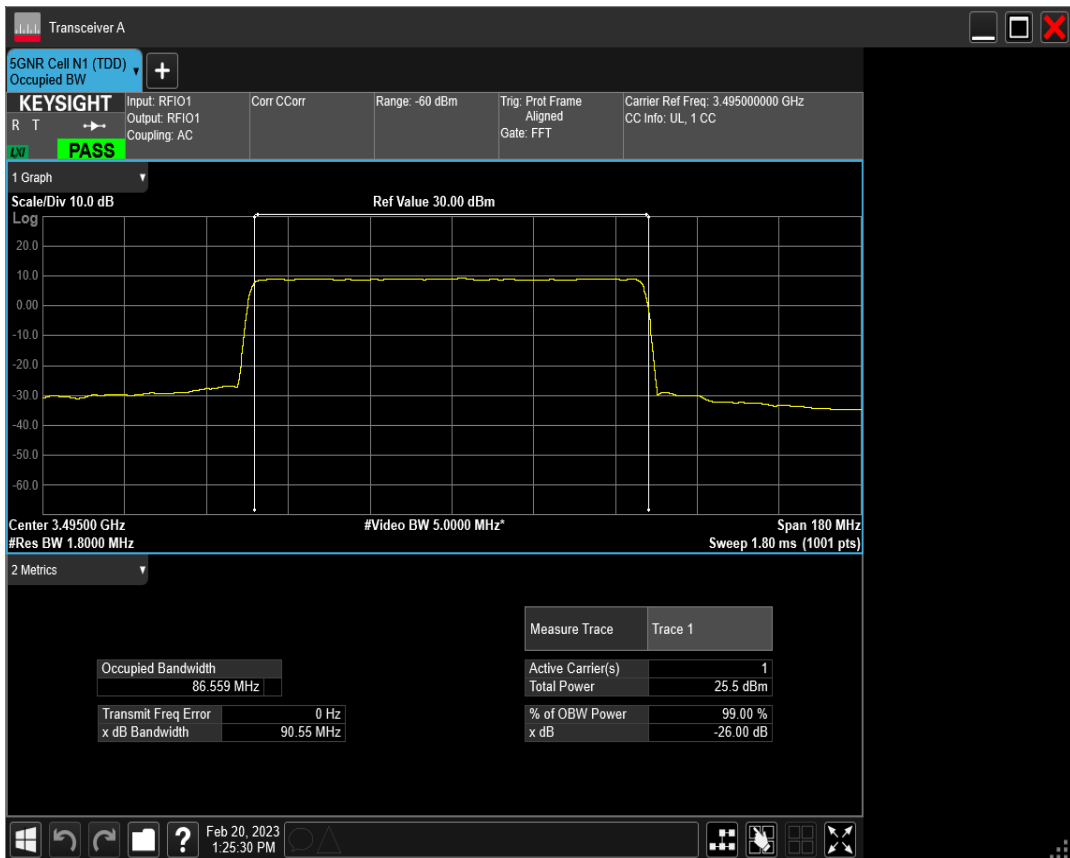 Transceiver A
5GNR Cell N1 (TDD)
Occupied BW
KEYSIGHT
R T
LXI
PASS
Input: RFIO1
Output: RFIO1
Coupling: AC
Corr CCorr
Range: -60 dBm
Trig: Prot Frame
Aligned
Gate: FFT
Carrier Ref Freq: 3.495000000 GHz
CC Info: UL, 1 CC
1 Graph
Scale/Div 10.0 dB
Ref Value 30.00 dBm
Log
20.0
10.0
0.00
-10.0
-20.0
-30.0
-40.0
-50.0
-60.0
Center 3.49500 GHz
#Video BW 5.0000 MHz*
Span 180 MHz
#Res BW 1.8000 MHz
Sweep 1.80 ms (1001 pts)
2 Metrics
Measure Trace Trace 1
Occupied Bandwidth
86.559 MHz
Active Carrier(s) 1
Total Power 25.5 dBm
Transmit Freq Error 0 Hz
x dB Bandwidth 90.55 MHz
% of OBW Power 99.00 %
x dB -26.00 dB
?
Feb 20, 2023
1:25:30 PM